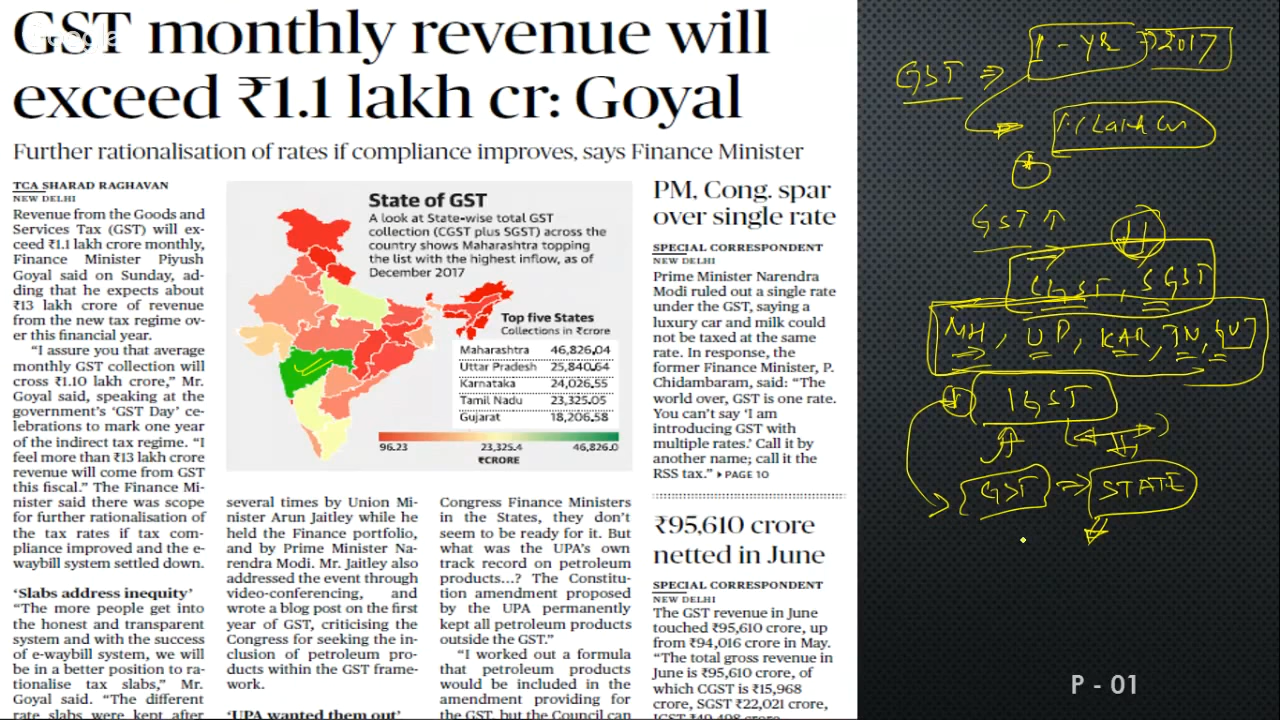 GST monthly revenue will
exceed ₹1.1 lakh cr: Goyal
Further rationalisation of rates if compliance improves, says Finance Minister
TCA SHARAD RAGHAVAN
NEW DELHI
Revenue from the Goods and
Services Tax (GST) will ex-
ceed ₹1.1 lakh crore monthly,
Finance Minister Piyush
Goyal said on Sunday, ad-
ding that he expects about
₹13 lakh crore of revenue
from the new tax regime ov-
er this financial year.
"I assure you that average
monthly GST collection will
cross ₹1.10 lakh crore," Mr.
Goyal said, speaking at the
government's 'GST Day' ce-
lebrations to mark one year
of the indirect tax regime. "I
feel more than ₹13 lakh crore
revenue will come from GST
this fiscal." The Finance Mi-
nister said there was scope
for further rationalisation of
the tax rates if tax com-
pliance improved and the e-
waybill system settled down.
'Slabs address inequity'
"The more people get into
the honest and transparent
system and with the success
of e-waybill system, we will
be in a better position to ra-
tionalise tax slabs," Mr.
Goyal said. "The different
rate slabs were kept after
State of GST
A look at State-wise total GST
collection (CGST plus SGST) across the
country shows Maharashtra topping
the list with the highest inflow, as of
December 2017
Top five States
Collections in ₹crore
Maharashtra 46,826.04
Uttar Pradesh 25,840.64
Karnataka 24,026.55
Tamil Nadu 23,325.05
Gujarat 18,206.58
96.23 23,325.4 46,826.0
₹CRORE
several times by Union Mi-
nister Arun Jaitley while he
held the Finance portfolio,
and by Prime Minister Na-
rendra Modi. Mr. Jaitley also
addressed the event through
video-conferencing, and
wrote a blog post on the first
year of GST, criticising the
Congress for seeking the in-
clusion of petroleum pro-
ducts within the GST frame-
work.
'UPA wanted them out'
Congress Finance Ministers
in the States, they don't
seem to be ready for it. But
what was the UPA's own
track record on petroleum
products...? The Constitu-
tion amendment proposed
by the UPA permanently
kept all petroleum products
outside the GST."
"I worked out a formula
that petroleum products
would be included in the
amendment providing for
the GST, but the Council can
PM, Cong. spar
over single rate
SPECIAL CORRESPONDENT
NEW DELHI
Prime Minister Narendra
Modi ruled out a single rate
under the GST, saying a
luxury car and milk could
not be taxed at the same
rate. In response, the
former Finance Minister, P.
Chidambaram, said: "The
world over, GST is one rate.
You can't say 'I am
introducing GST with
multiple rates.' Call it by
another name; call it the
RSS tax." ▸ PAGE 10
₹95,610 crore
netted in June
SPECIAL CORRESPONDENT
NEW DELHI
The GST revenue in June
touched ₹95,610 crore, up
from ₹94,016 crore in May.
"The total gross revenue in
June is ₹95,610 crore, of
which CGST is ₹15,968
crore, SGST ₹22,021 crore,
IGST ₹49,498 crore
GST ⇒ 1 - YR → 2017
1.1 Lakh Cr
GST ↑
CGST, SGST
MH, UP, KAR, TN, GUJ
IGST
GST ⇒ STATE
P - 01